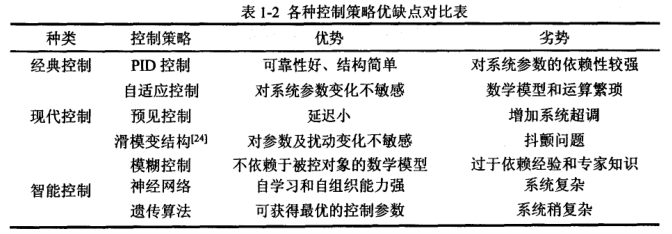 表 1-2 各种控制策略优缺点对比表
种类 控制策略 优势 劣势
经典控制 PID 控制 可靠性好、结构简单 对系统参数的依赖性较强
自适应控制 对系统参数变化不敏感 数学模型和运算繁琐
现代控制 预见控制 延迟小 增加系统超调
滑模变结构[24] 对参数及扰动变化不敏感 抖颤问题
模糊控制 不依赖于被控对象的数学模型 过于依赖经验和专家知识
智能控制 神经网络 自学习和自组织能力强 系统复杂
遗传算法 可获得最优的控制参数 系统稍复杂